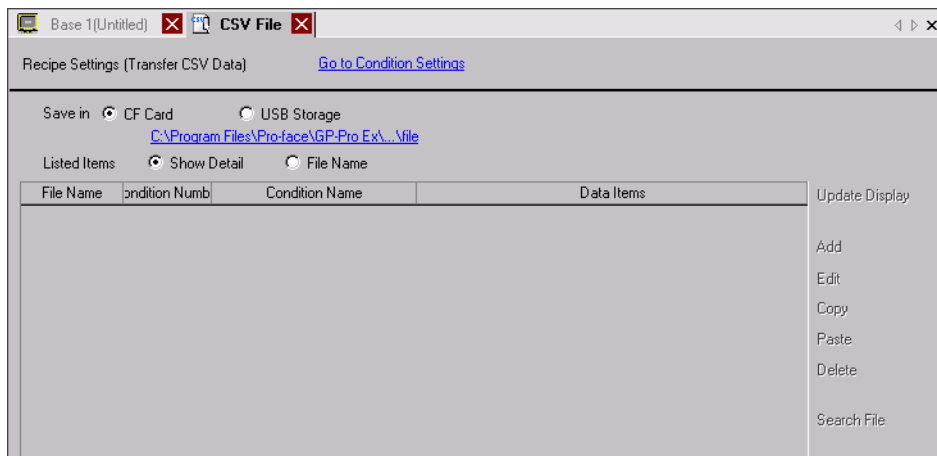 Base 1(Untitled) CSV File
Recipe Settings (Transfer CSV Data) Go to Condition Settings
Save in CF Card USB Storage
C:\Program Files\Pro-face\GP-Pro Ex\...\file
Listed Items Show Detail File Name
File Name ondition Numb Condition Name Data Items Update Display
Add
Edit
Copy
Paste
Delete
Search File